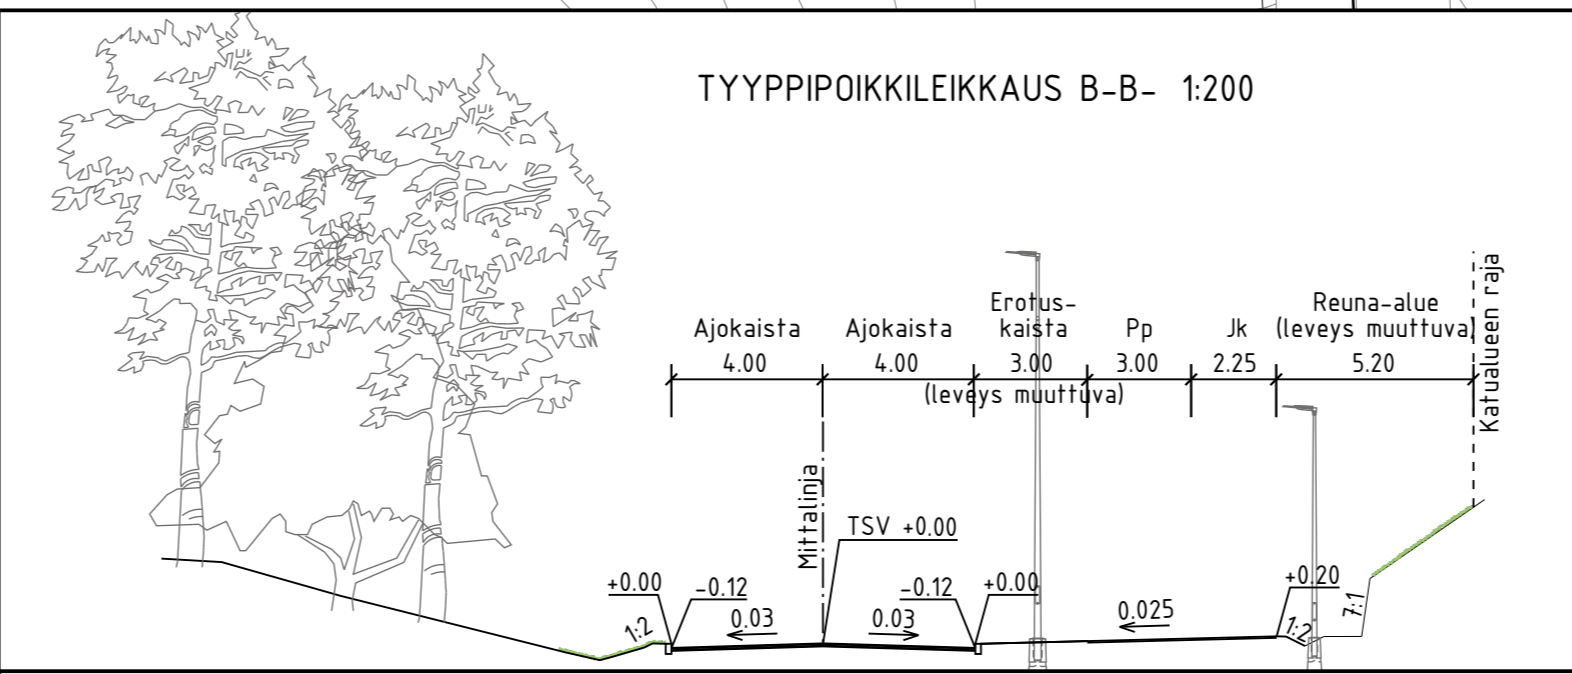 TYYPPIPOIKKILEIKKAUS B-B- 1:200
Ajokaista
4.00
Ajokaista
4.00
Erotus-
kaista
3.00
(leveys muuttuva)
Pp
3.00
Jk
2.25
Reuna-alue
(leveys muuttuva)
5.20
Katualueen raja
Mittalinja
TSV +0.00
+0.00
-0.12
-0.12
+0.00
+0.20
1:2
0.03
0.03
0.025
1:2
7:1